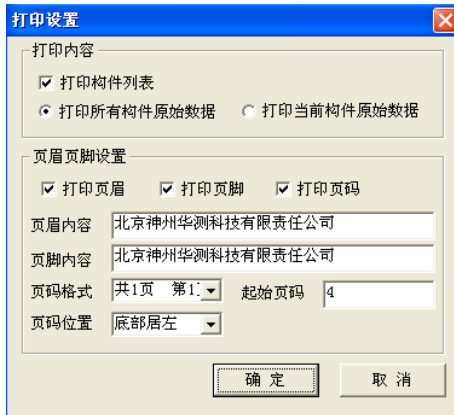 打印设置
打印内容
打印构件列表
打印所有构件原始数据 打印当前构件原始数据
页眉页脚设置
打印页眉 打印页脚 打印页码
页眉内容 北京神州华测科技有限责任公司
页脚内容 北京神州华测科技有限责任公司
页码格式 共1页 第1 起始页码 4
页码位置 底部居左
确定 取消